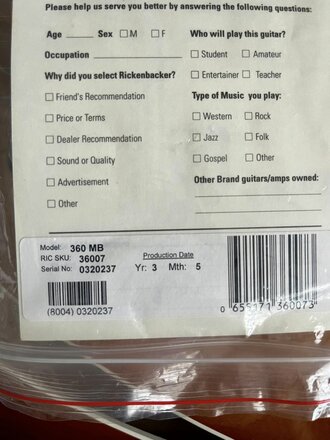 Please help us serve you better by answering the following questions:
Age Sex M F
Occupation
Why did you select Rickenbacker?
Friend's Recommendation
Price or Terms
Dealer Recommendation
Sound or Quality
Advertisement
Other
Who will play this guitar?
Student Amateur
Entertainer Teacher
Type of Music you play:
Western Rock
Jazz Folk
Gospel Other
Other Brand guitars/amps owned:
Model: 360 MB
RIC SKU: 36007
Serial No: 0320237
(8004) 0320237
Production Date
Yr: 3 Mth: 5
0 656171 360073